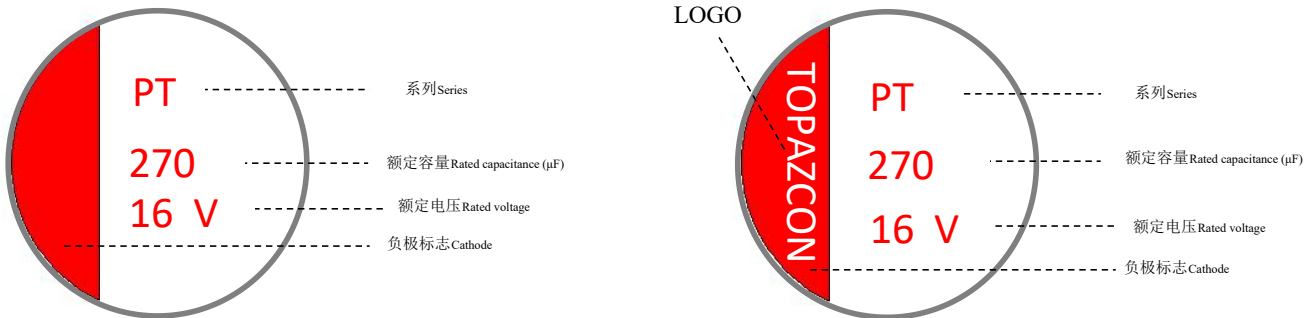 PT
系列Series
270
额定容量Rated capacitance (μF)
16 V
额定电压Rated voltage
负极标志Cathode
LOGO
TOPAZCON
PT
系列Series
270
额定容量Rated capacitance (μF)
16 V
额定电压Rated voltage
负极标志Cathode